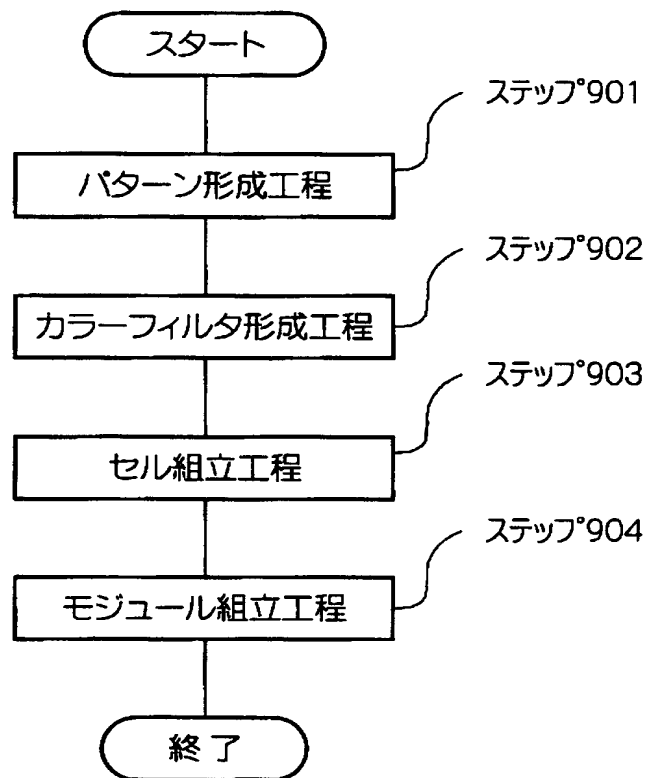 スタート
ステップ901
パターン形成工程
ステップ902
カラーフィルタ形成工程
ステップ903
セル組立工程
ステップ904
モジュール組立工程
終了